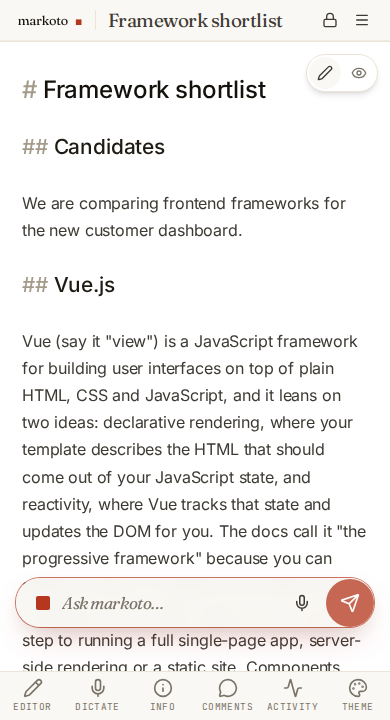 markoto
Framework shortlist
# Framework shortlist
## Candidates
We are comparing frontend frameworks for
the new customer dashboard.
## Vue.js
Vue (say it "view") is a JavaScript framework
for building user interfaces on top of plain
HTML, CSS and JavaScript, and it leans on
two ideas: declarative rendering, where your
template describes the HTML that should
come out of your JavaScript state, and
reactivity, where Vue tracks that state and
updates the DOM for you. The docs call it "the
progressive framework" because you can
Ask markoto...
step to running a full single-page app, server-
side rendering or a static site. Components
EDITOR
DICTATE
INFO
COMMENTS
ACTIVITY
THEME